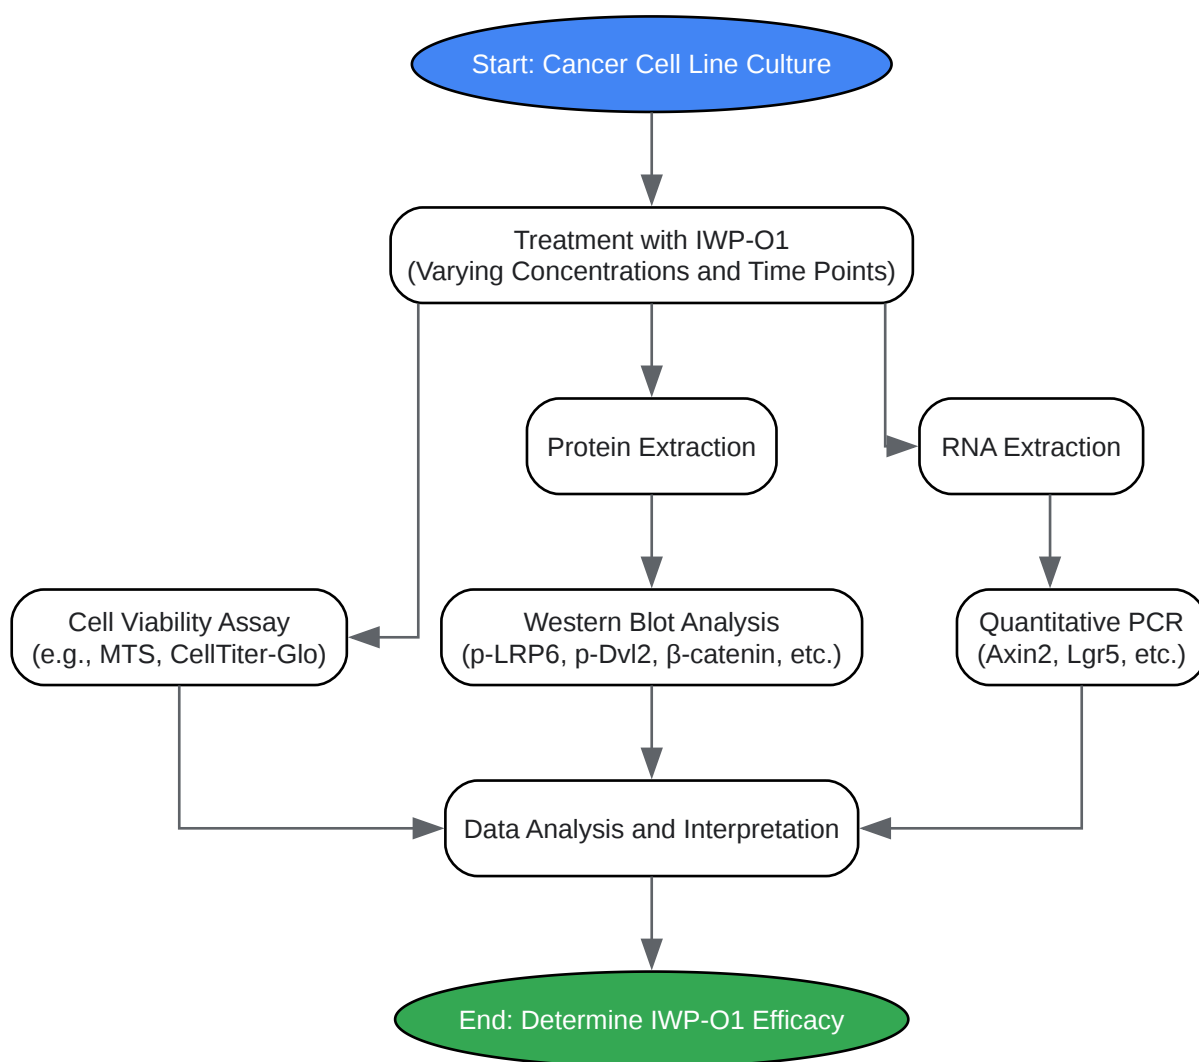 Start: Cancer Cell Line Culture
Treatment with IWP-O1
(Varying Concentrations and Time Points)
Protein Extraction
RNA Extraction
Cell Viability Assay
(e.g., MTS, CellTiter-Glo)
Western Blot Analysis
(p-LRP6, p-Dvl2, β-catenin, etc.)
Quantitative PCR
(Axin2, Lgr5, etc.)
Data Analysis and Interpretation
End: Determine IWP-O1 Efficacy